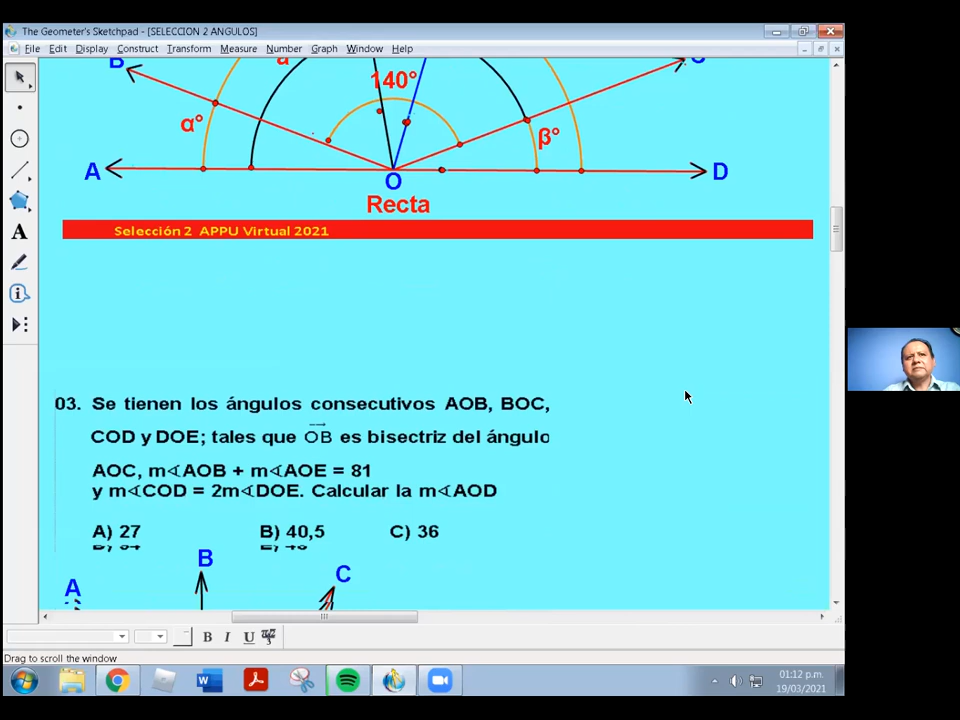 The Geometer's Sketchpad - [SELECCION 2 ANGULOS]
File Edit Display Construct Transform Measure Number Graph Window Help
B
140°
α°
β°
A
O
D
Recta
Selección 2 APPU Virtual 2021
03. Se tienen los ángulos consecutivos AOB, BOC,
COD y DOE; tales que OB es bisectriz del ángulo
AOC, m∢AOB + m∢AOE = 81
y m∢COD = 2m∢DOE. Calcular la m∢AOD
A) 27 B) 40,5 C) 36
B
C
A
B I U
Drag to scroll the window
01:12 p.m.
19/03/2021